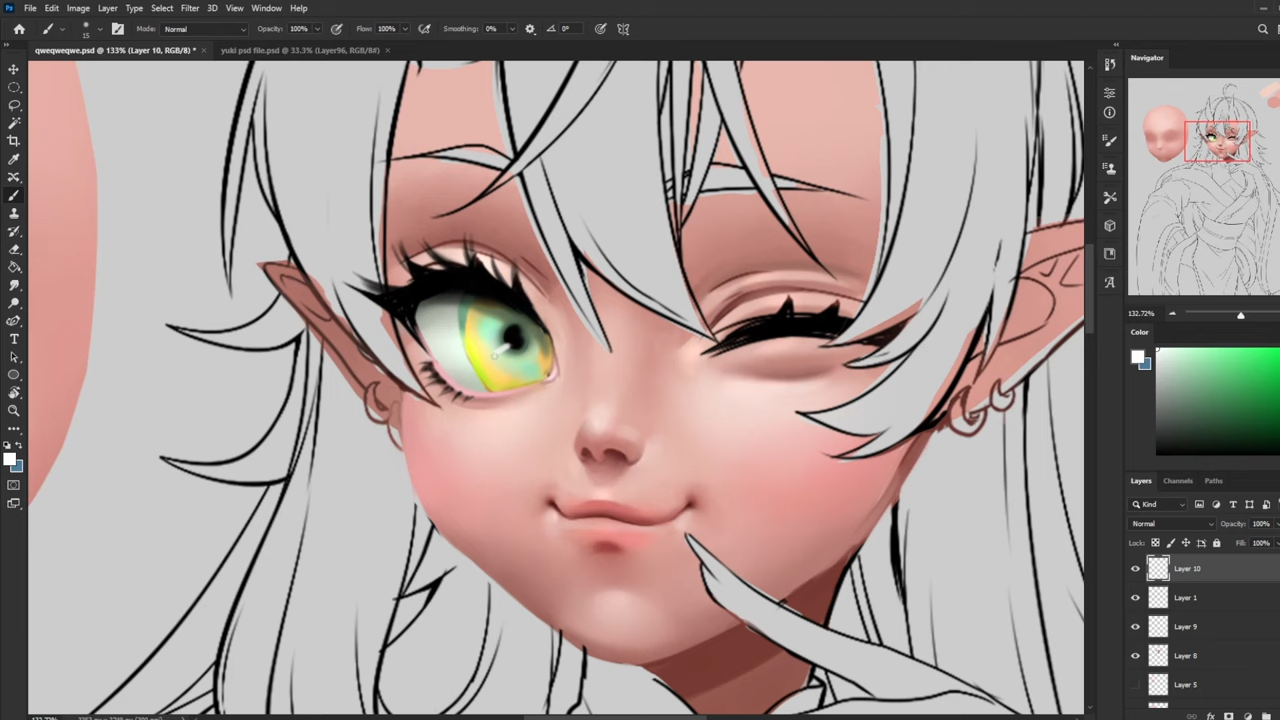 File Edit Image Layer Type Select Filter 3D View Window Help
15 Mode: Normal Opacity: 100% Flow: 100% Smoothing: 0% 0°
qweqweqwe.psd @ 133% (Layer 10, RGB/8) * × yuki psd file.psd @ 33.3% (Layer96, RGB/8#) ×
Navigator
132.72%
Color
Layers Channels Paths
Kind
Normal Opacity: 100%
Lock: Fill: 100%
Layer 10
Layer 1
Layer 9
Layer 8
Layer 5